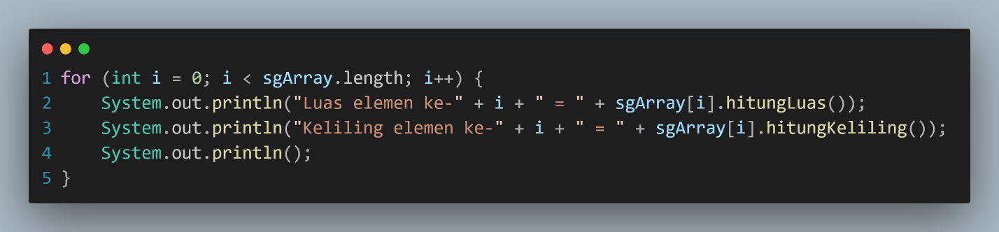 1 for (int i = 0; i < sgArray.length; i++) {
2     System.out.println("Luas elemen ke-" + i + " = " + sgArray[i].hitungLuas());
3     System.out.println("Keliling elemen ke-" + i + " = " + sgArray[i].hitungKeliling());
4     System.out.println();
5 }